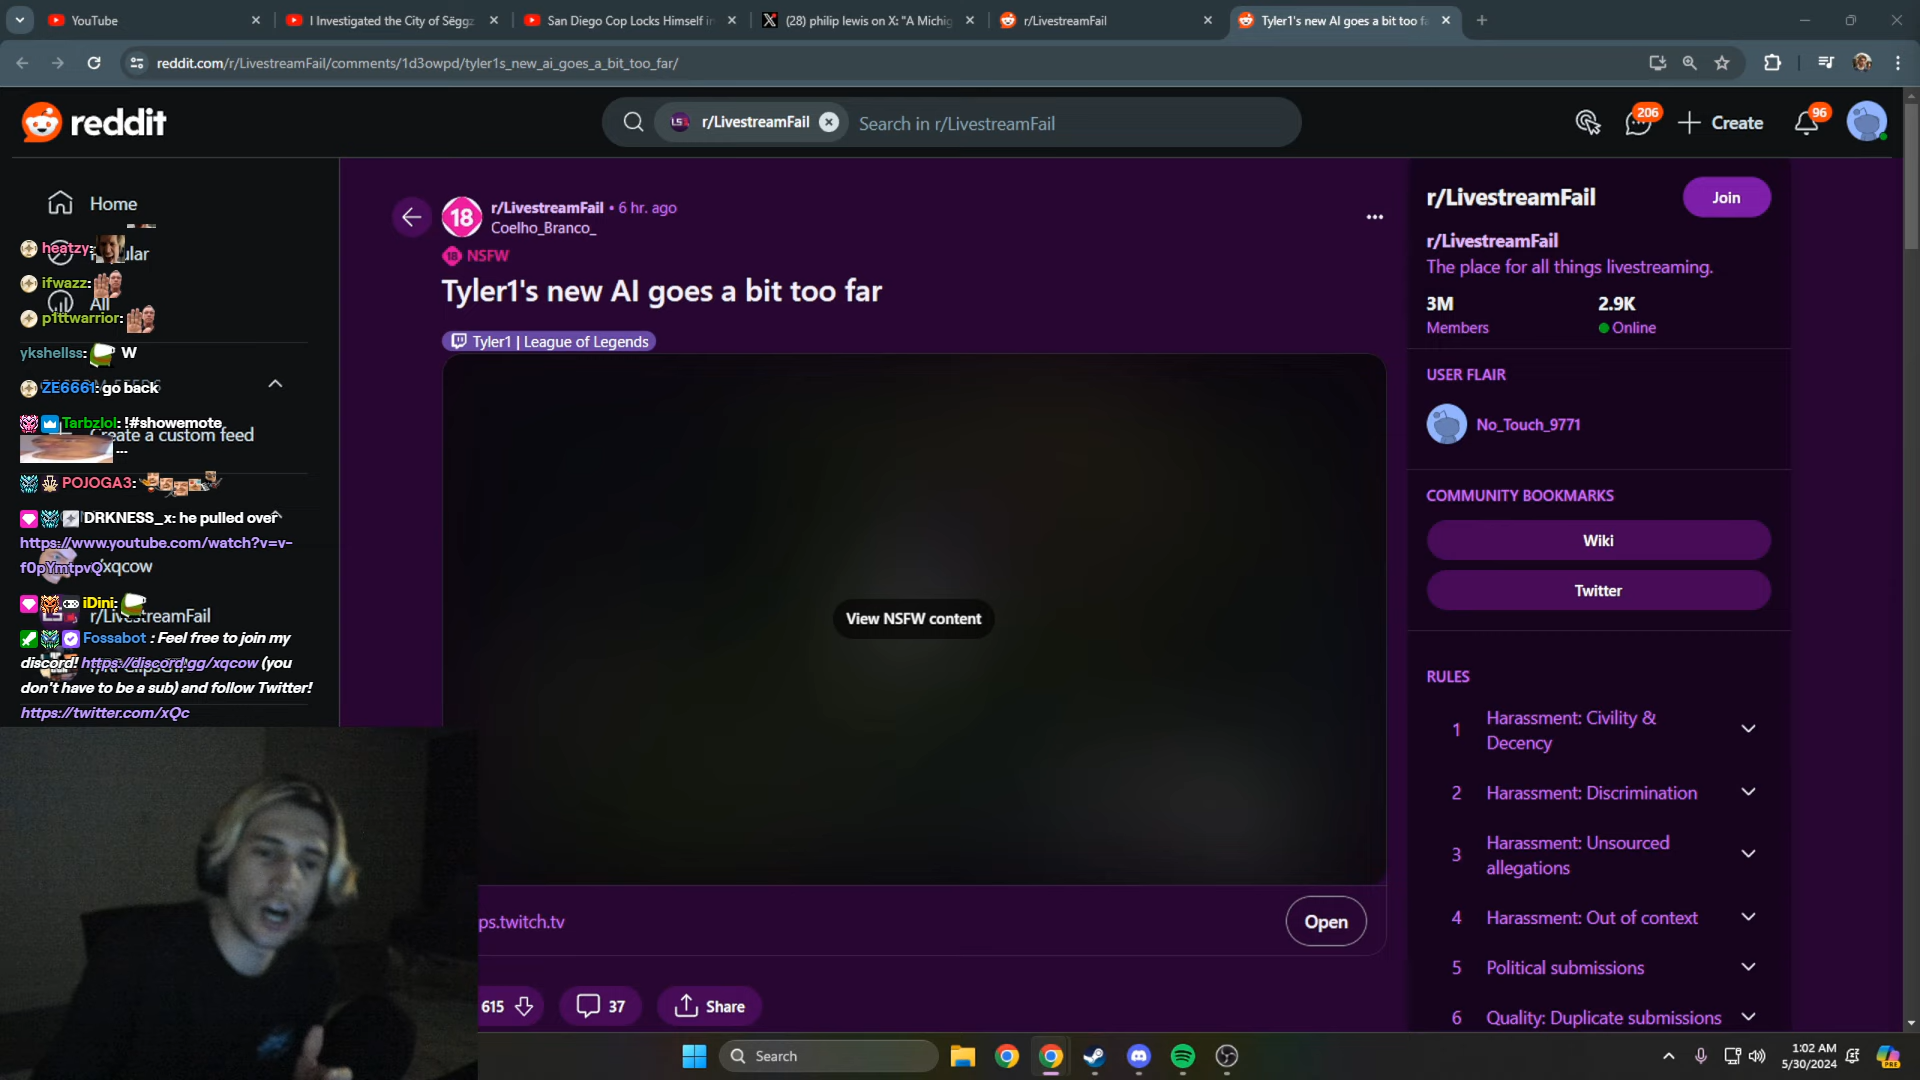 YouTube
I Investigated the City of Seggz
San Diego Cop Locks Himself in
(28) philip lewis on X: "A Michig
r/LivestreamFail
Tyler1's new AI goes a bit too fa
reddit.com/r/LivestreamFail/comments/1d3owpd/tyler1s_new_ai_goes_a_bit_too_far/
reddit
r/LivestreamFail
Search in r/LivestreamFail
206
Create
96
Home
heatzy:
ular
ifwazz:
All
p1ttwarrior:
ykshellss: W
ZE6661: go back
Tarbzlol: !#showemote
Create a custom feed
---
POJOGA3:
DRKNESS_x: he pulled over
https://www.youtube.com/watch?v=v-
f0pYmtpvQ
xqcow
iDini:
r/LivestreamFail
Fossabot : Feel free to join my
discord! https://discord.gg/xqcow (you
don't have to be a sub) and follow Twitter!
https://twitter.com/xQc
18
r/LivestreamFail • 6 hr. ago
Coelho_Branco_
18 NSFW
Tyler1's new AI goes a bit too far
Tyler1 | League of Legends
View NSFW content
ps.twitch.tv
Open
615
37
Share
r/LivestreamFail
Join
r/LivestreamFail
The place for all things livestreaming.
3M
2.9K
Members
Online
USER FLAIR
No_Touch_9771
COMMUNITY BOOKMARKS
Wiki
Twitter
RULES
1 Harassment: Civility &
Decency
2 Harassment: Discrimination
3 Harassment: Unsourced
allegations
4 Harassment: Out of context
5 Political submissions
6 Quality: Duplicate submissions
Search
1:02 AM
5/30/2024
PRE